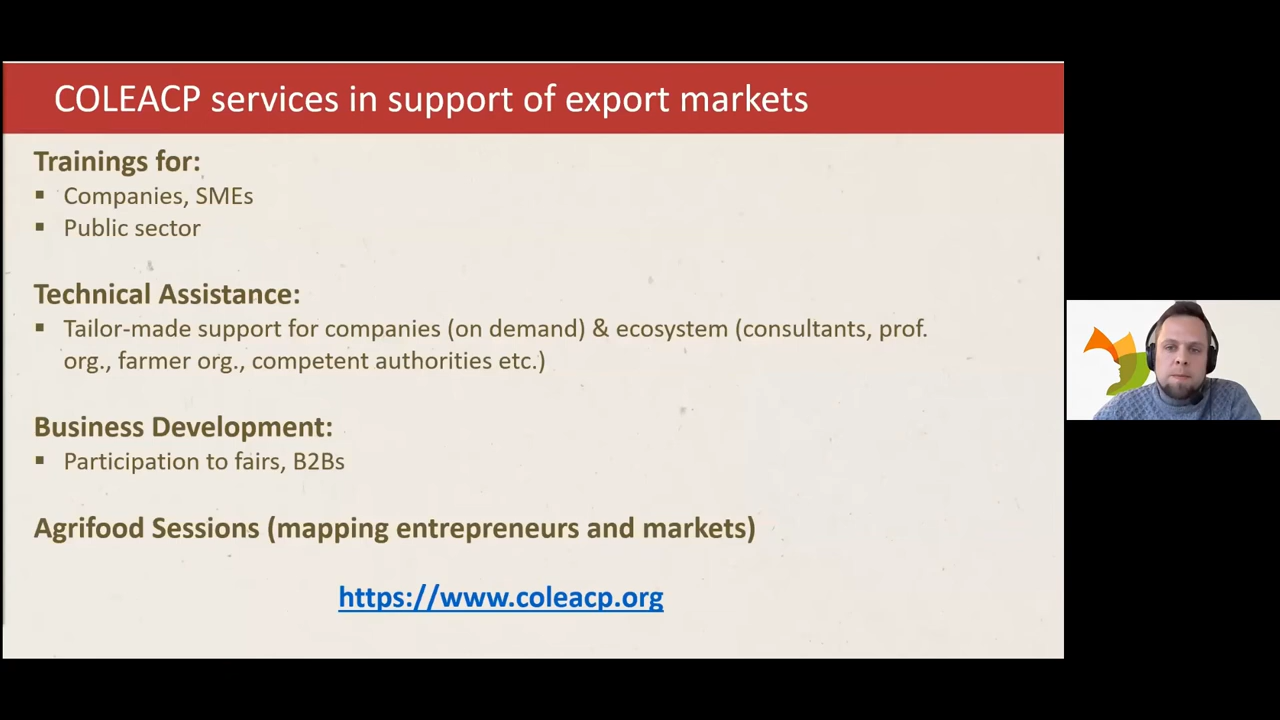 COLEACP services in support of export markets
Trainings for:
▪ Companies, SMEs
▪ Public sector
Technical Assistance:
▪ Tailor-made support for companies (on demand) & ecosystem (consultants, prof.
org., farmer org., competent authorities etc.)
Business Development:
▪ Participation to fairs, B2Bs
Agrifood Sessions (mapping entrepreneurs and markets)
https://www.coleacp.org